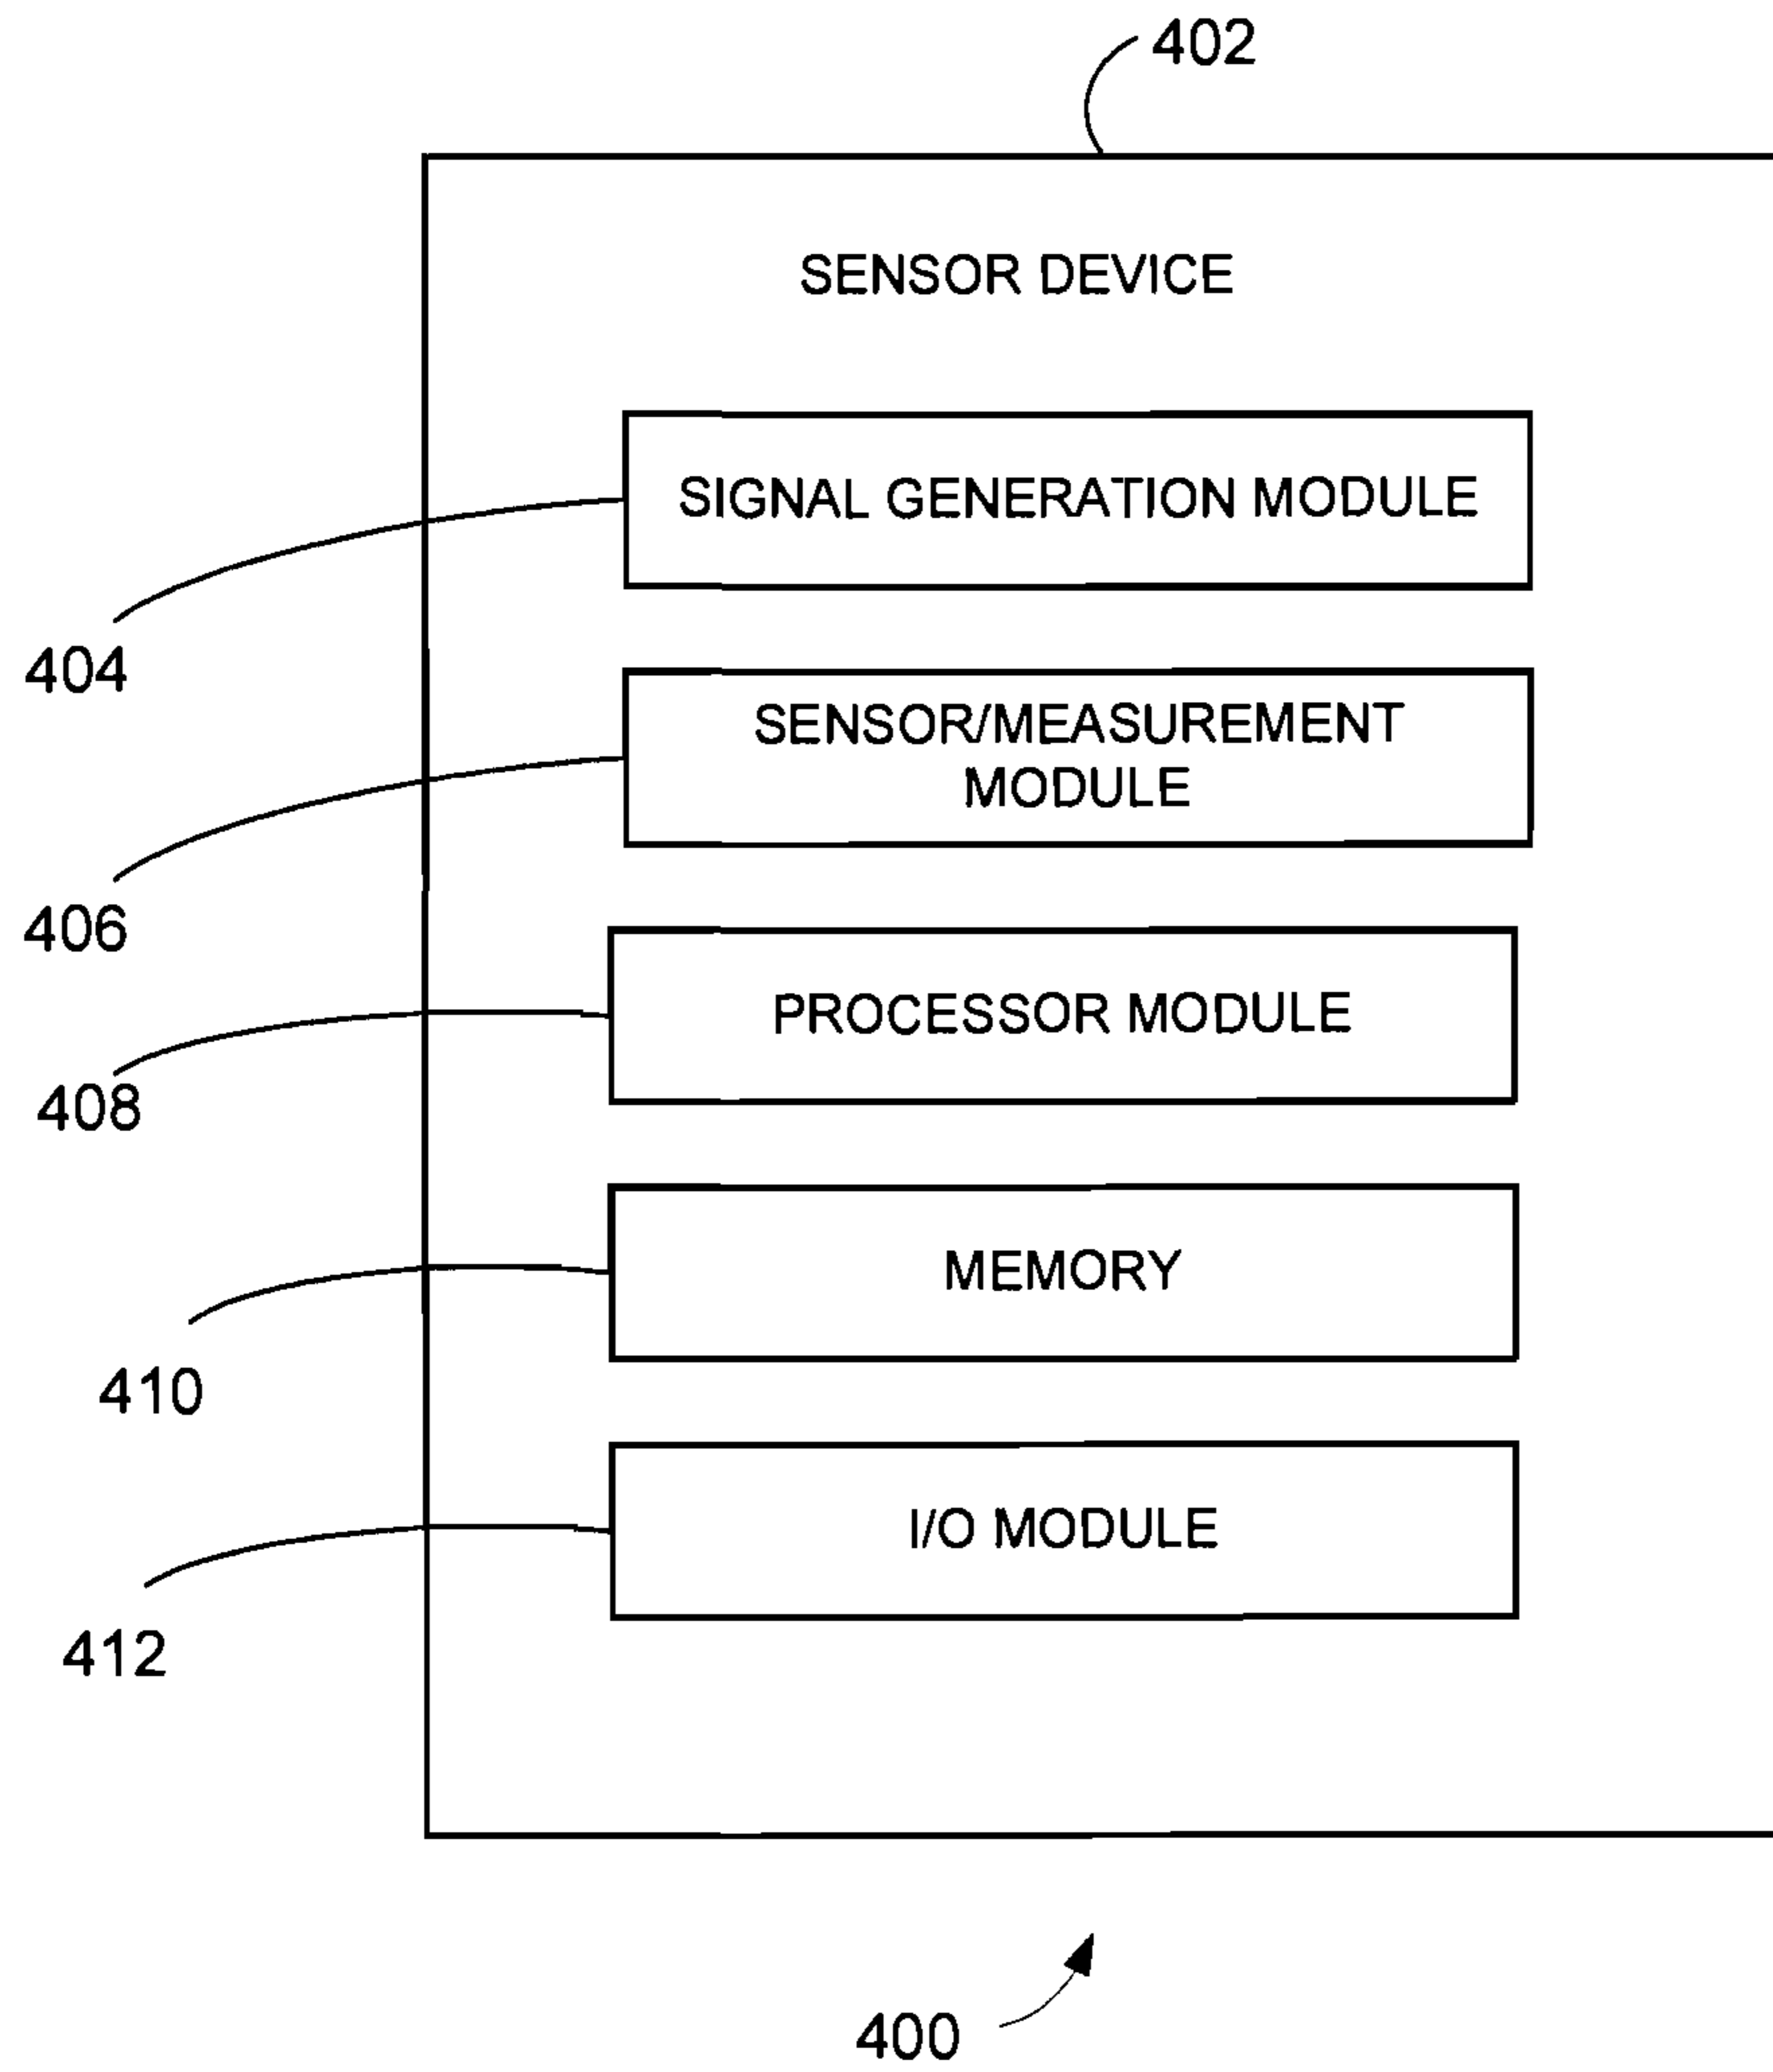 402
SENSOR DEVICE
SIGNAL GENERATION MODULE
404
SENSOR/MEASUREMENT
MODULE
406
PROCESSOR MODULE
408
MEMORY
410
I/O MODULE
412
400